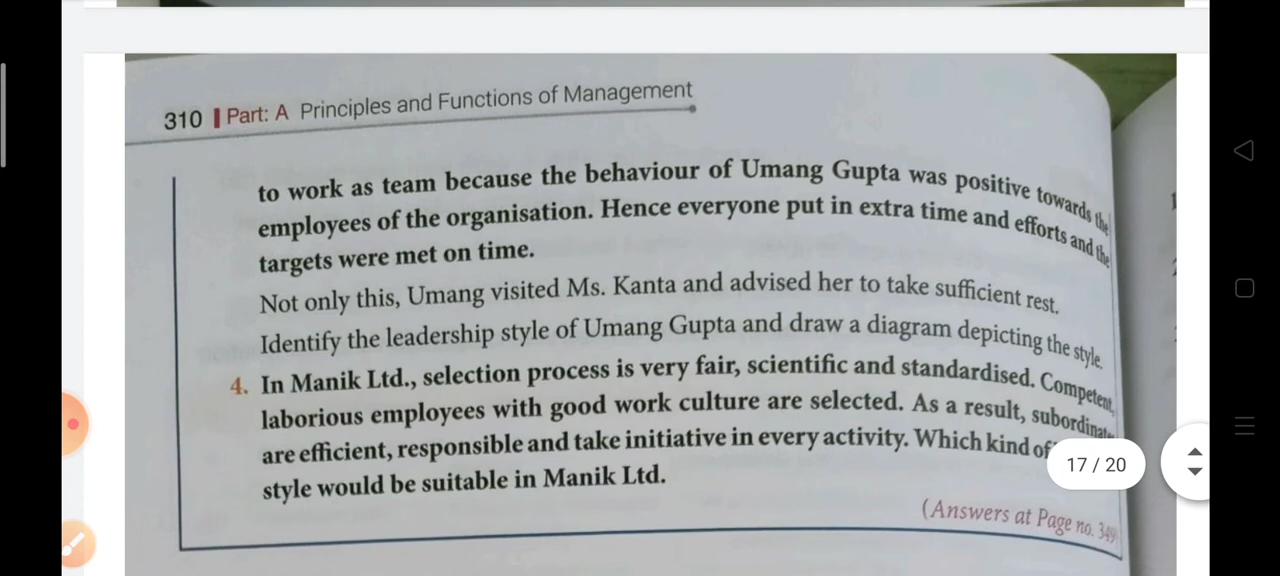 310 Part: A Principles and Functions of Management
to work as team because the behaviour of Umang Gupta was positive towards the
employees of the organisation. Hence everyone put in extra time and efforts and the
targets were met on time.
Not only this, Umang visited Ms. Kanta and advised her to take sufficient rest.
Identify the leadership style of Umang Gupta and draw a diagram depicting the style.
4. In Manik Ltd., selection process is very fair, scientific and standardised. Competent,
laborious employees with good work culture are selected. As a result,
are efficient, responsible and take initiative in every activity. Which kind of
style would be suitable in Manik Ltd.
17 / 20
(Answers at Page no. 349